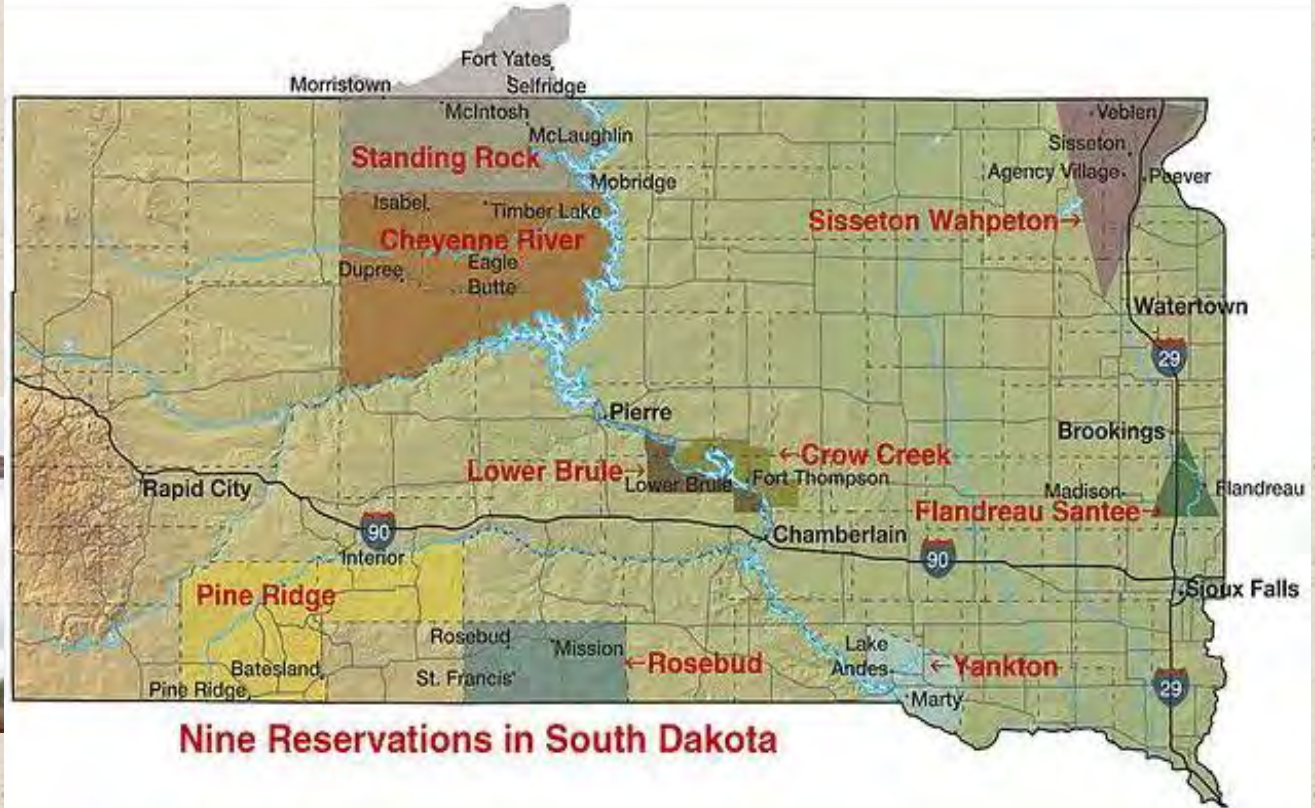 Fort Yates
Morristown
Selfridge
McIntosh
McLaughlin
Standing Rock
Mobridge
Veblen
Sisseton
Agency Village
Peever
Isabel
Timber Lake
Sisseton Wahpeton→
Cheyenne River
Dupree
Eagle
Butte
Watertown
29
Pierre
Brookings
←Crow Creek
Lower Brule→
Lower Brule
Fort Thompson
Rapid City
Madison
Flandreau
Flandreau Santee→
90
Chamberlain
Interior
90
Pine Ridge
Sioux Falls
Rosebud
Mission
Lake
Andes
←Rosebud
←Yankton
Batesland
St. Francis
Pine Ridge
Marty
29
Nine Reservations in South Dakota